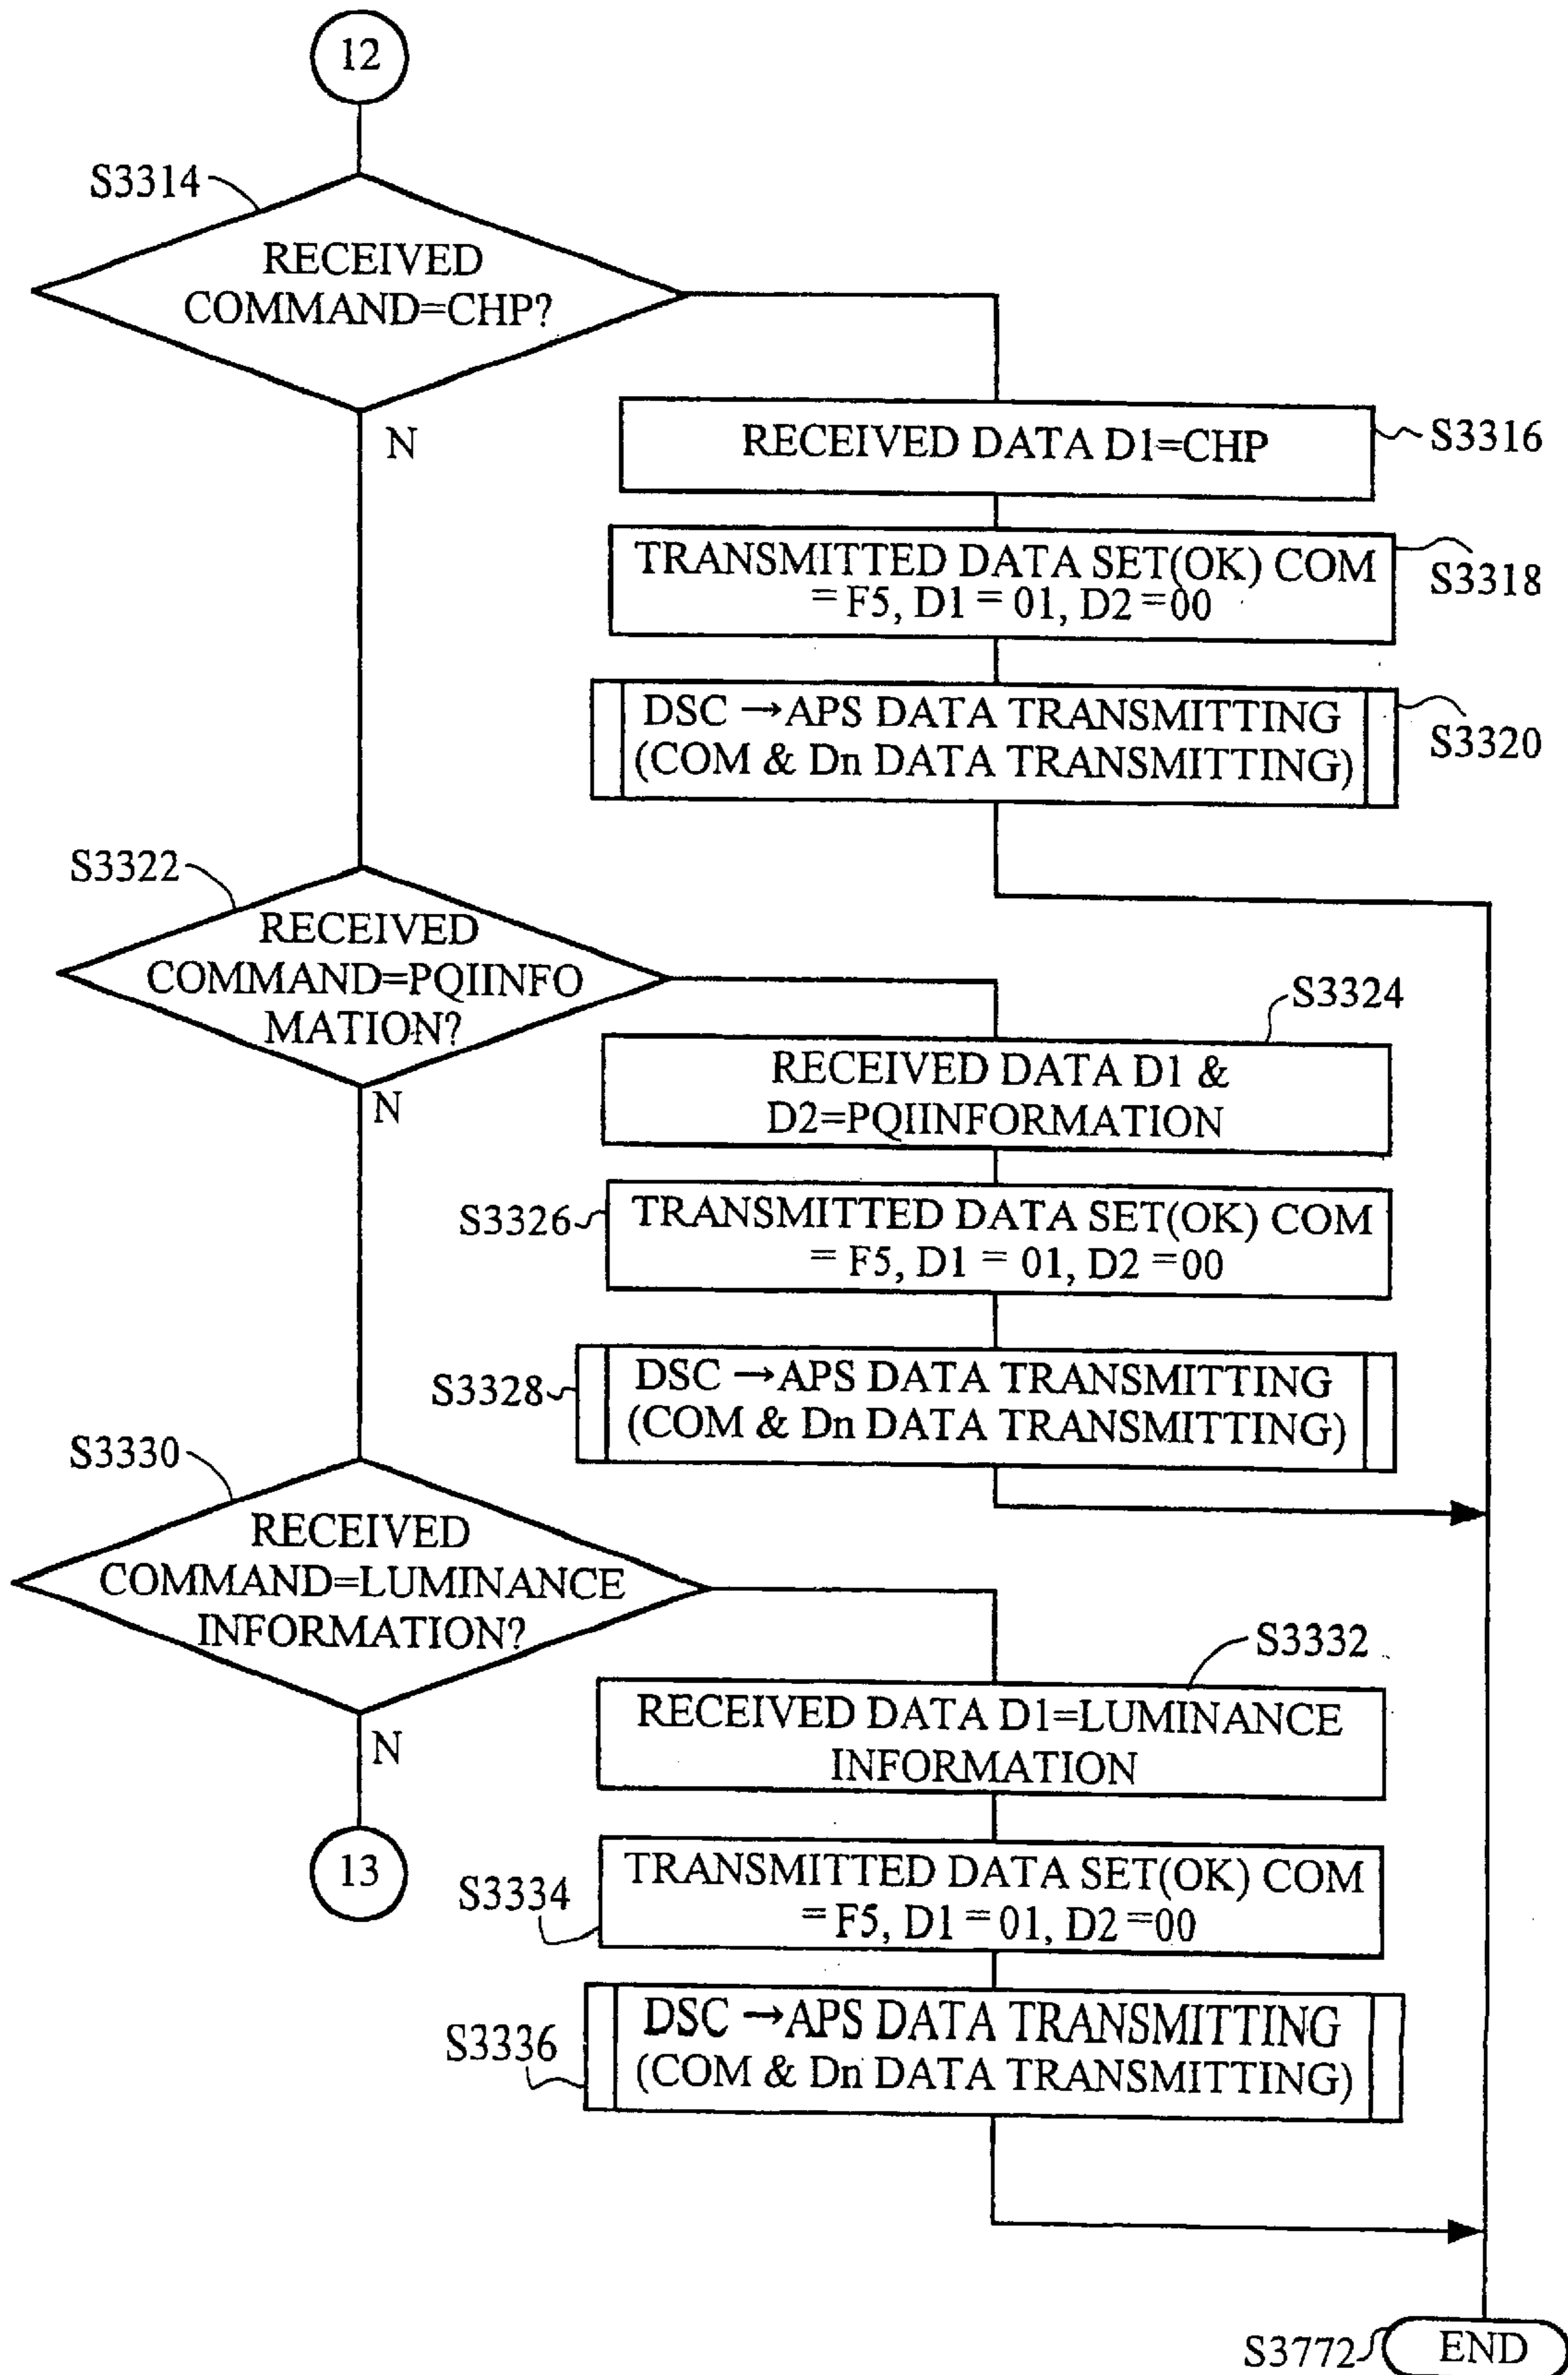 12
S3314
RECEIVED
COMMAND=CHP?
N
RECEIVED DATA D1=CHP
S3316
TRANSMITTED DATA SET(OK) COM
= F5, D1 = 01, D2 =00
S3318
DSC →APS DATA TRANSMITTING
(COM & Dn DATA TRANSMITTING)
S3320
S3322
RECEIVED
COMMAND=PQIINFO
MATION?
N
S3324
RECEIVED DATA D1 &
D2=PQIINFORMATION
S3326
TRANSMITTED DATA SET(OK) COM
= F5, D1 = 01, D2 =00
S3328
DSC →APS DATA TRANSMITTING
(COM & Dn DATA TRANSMITTING)
S3330
RECEIVED
COMMAND=LUMINANCE
INFORMATION?
N
13
S3332
RECEIVED DATA D1=LUMINANCE
INFORMATION
S3334
TRANSMITTED DATA SET(OK) COM
= F5, D1 = 01, D2 =00
S3336
DSC →APS DATA TRANSMITTING
(COM & Dn DATA TRANSMITTING)
S3772
END